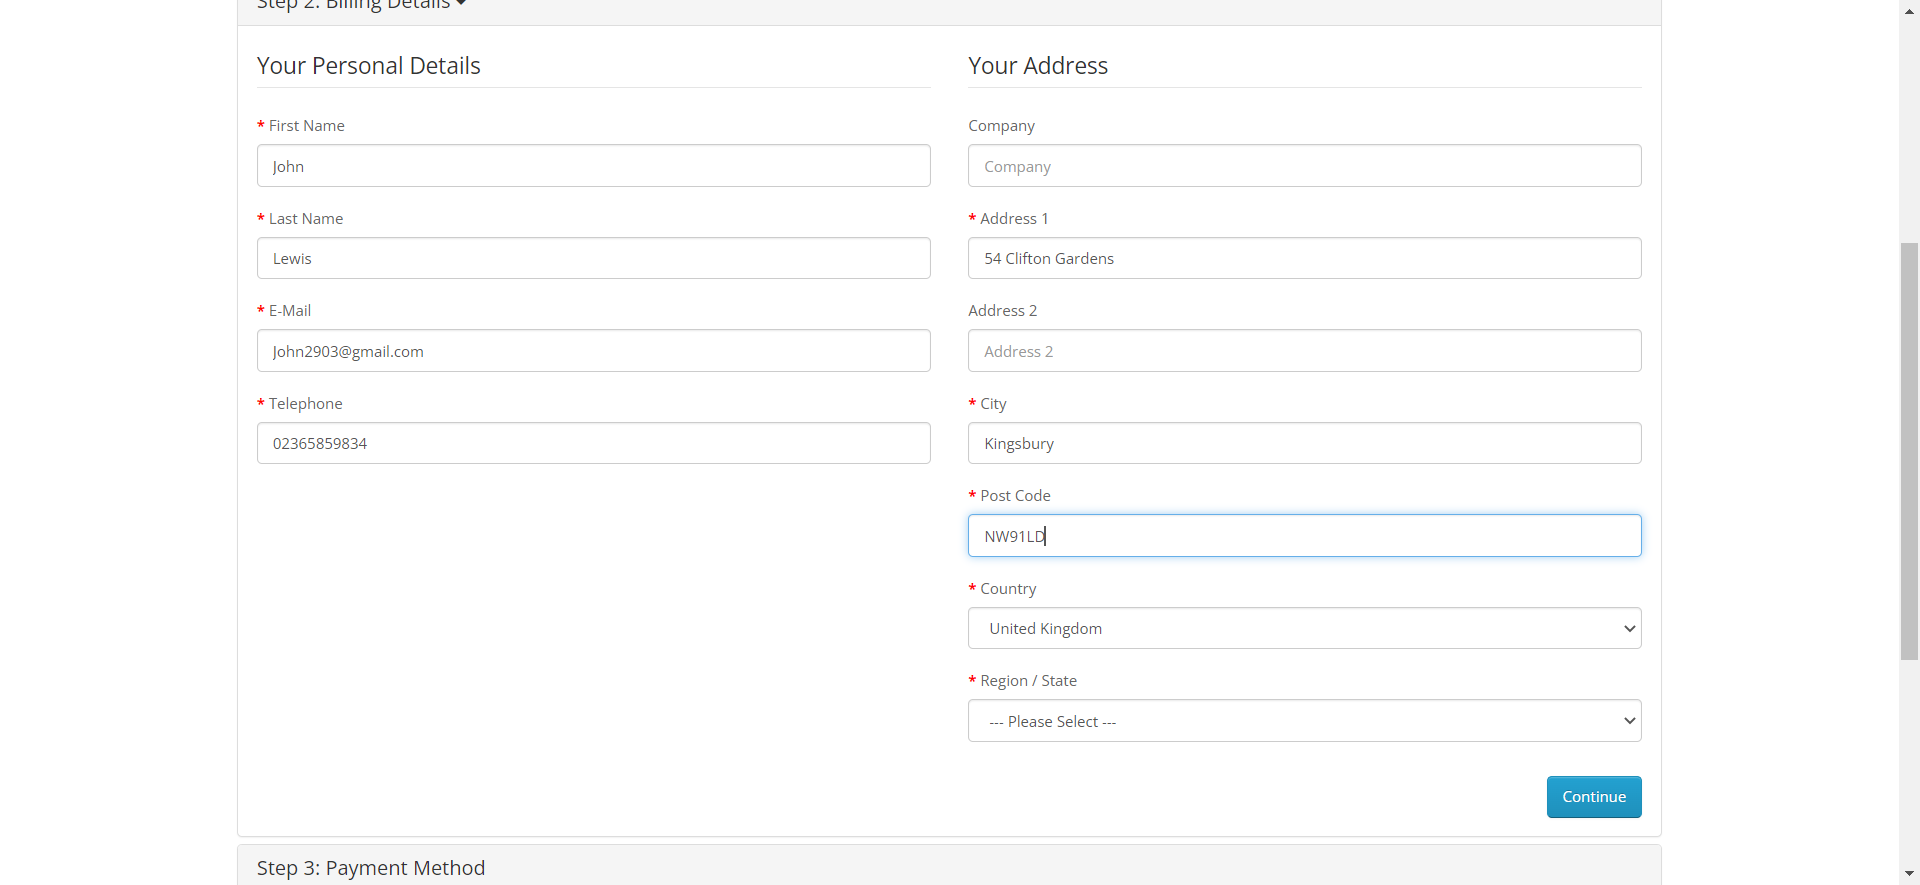 Step 2: Billing Details
Your Personal Details
* First Name
John
* Last Name
Lewis
* E-Mail
John2903@gmail.com
* Telephone
02365859834
Your Address
Company
Company
* Address 1
54 Clifton Gardens
Address 2
Address 2
* City
Kingsbury
* Post Code
NW91LD
* Country
United Kingdom
* Region / State
--- Please Select ---
Continue
Step 3: Payment Method